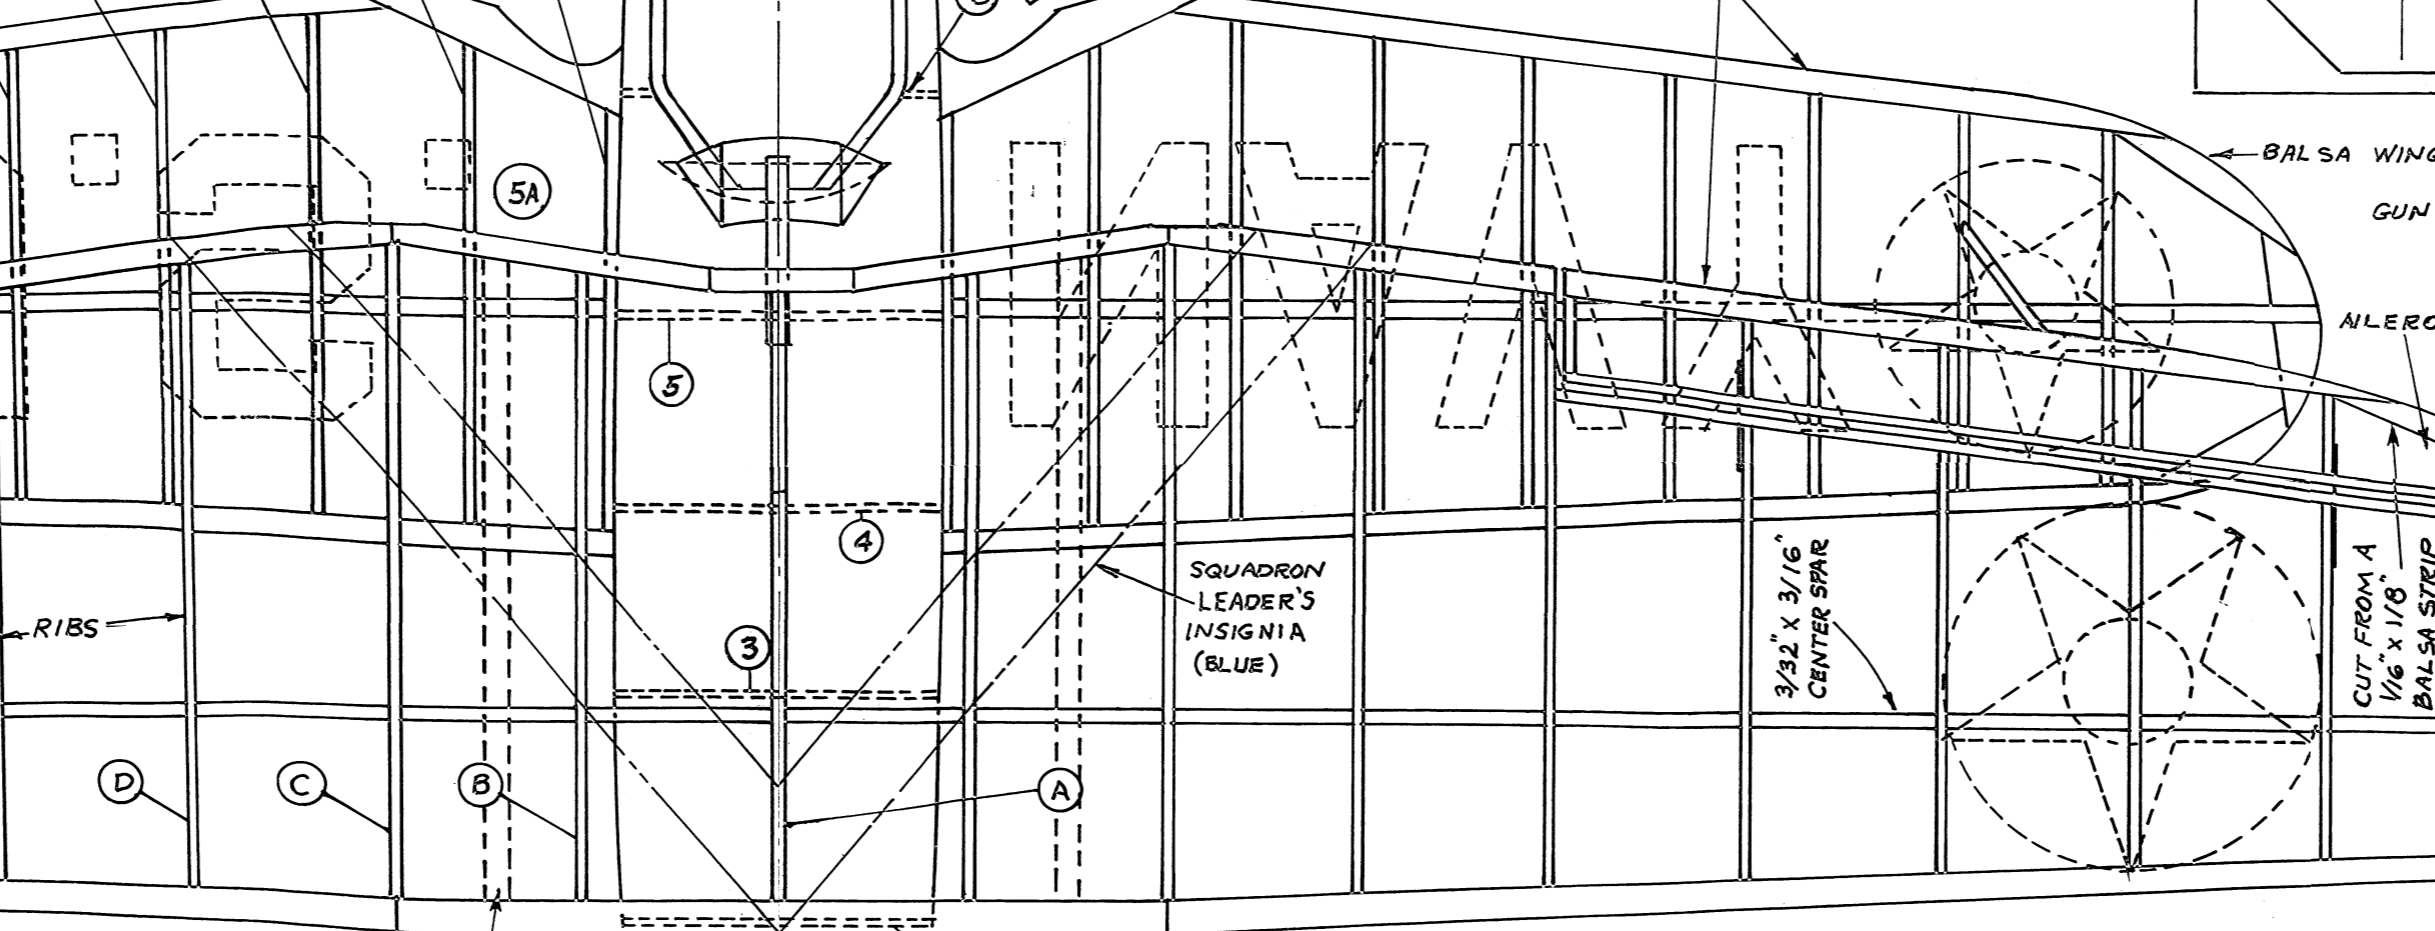 BALSA WING
GUN
5A
AILERO
5
4
SQUADRON
LEADER'S
INSIGNIA
(BLUE)
3/32" X 3/16"
CENTER SPAR
CUT FROM A
1/16" X 1/8"
BALSA STRIP
RIBS
3
D
C
B
A